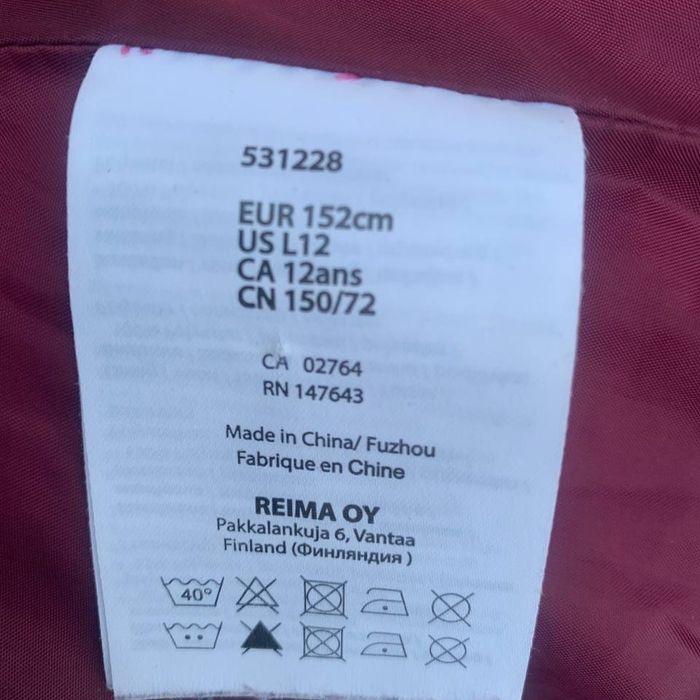 531228
EUR 152cm
US L12
CA 12ans
CN 150/72
CA 02764
RN 147643
Made in China/ Fuzhou
Fabrique en Chine
REIMA OY
Pakkalankuja 6, Vantaa
Finland (Финляндия )
40°